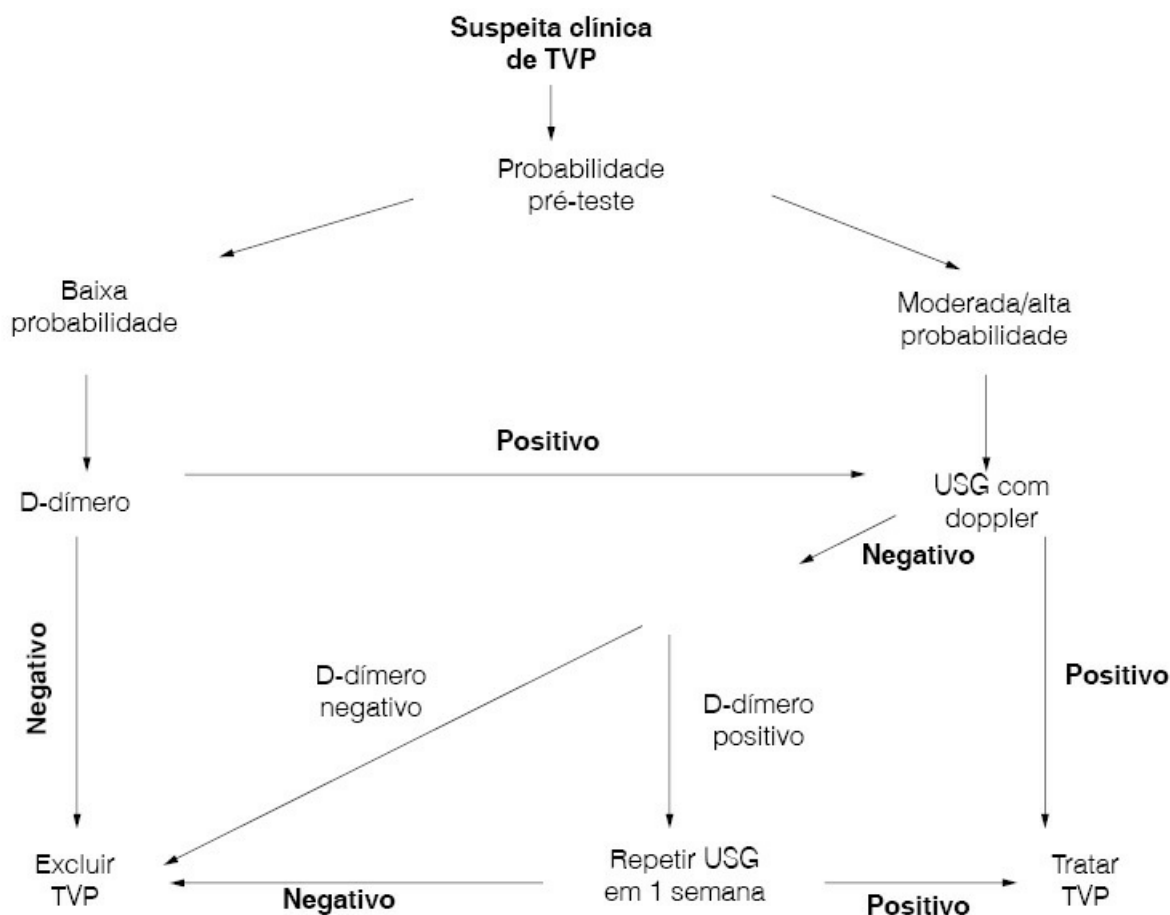 Suspeita clínica
de TVP
Probabilidade
pré-teste
Baixa
probabilidade
Moderada/alta
probabilidade
Positivo
D-dímero
USG com
doppler
Negativo
Negativo
D-dímero
negativo
D-dímero
positivo
Positivo
Excluir
TVP
Negativo
Repetir USG
em 1 semana
Positivo
Tratar
TVP